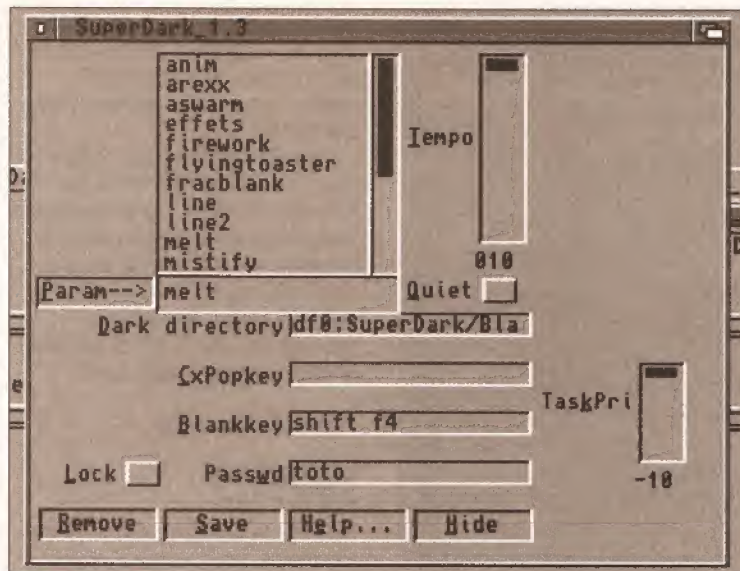 SuperDark_1.3
anim
arexx
aswarm
effets
firework
flyingtoaster
fracblank
line
line2
melt
mistify
Tempo
010
Param--> melt
Quiet
Dark directory df0:SuperDark/Bla
CxPopkey
TaskPri
Blankkey shift f4
Lock
Passwd toto
-10
Remove Save Help... Hide